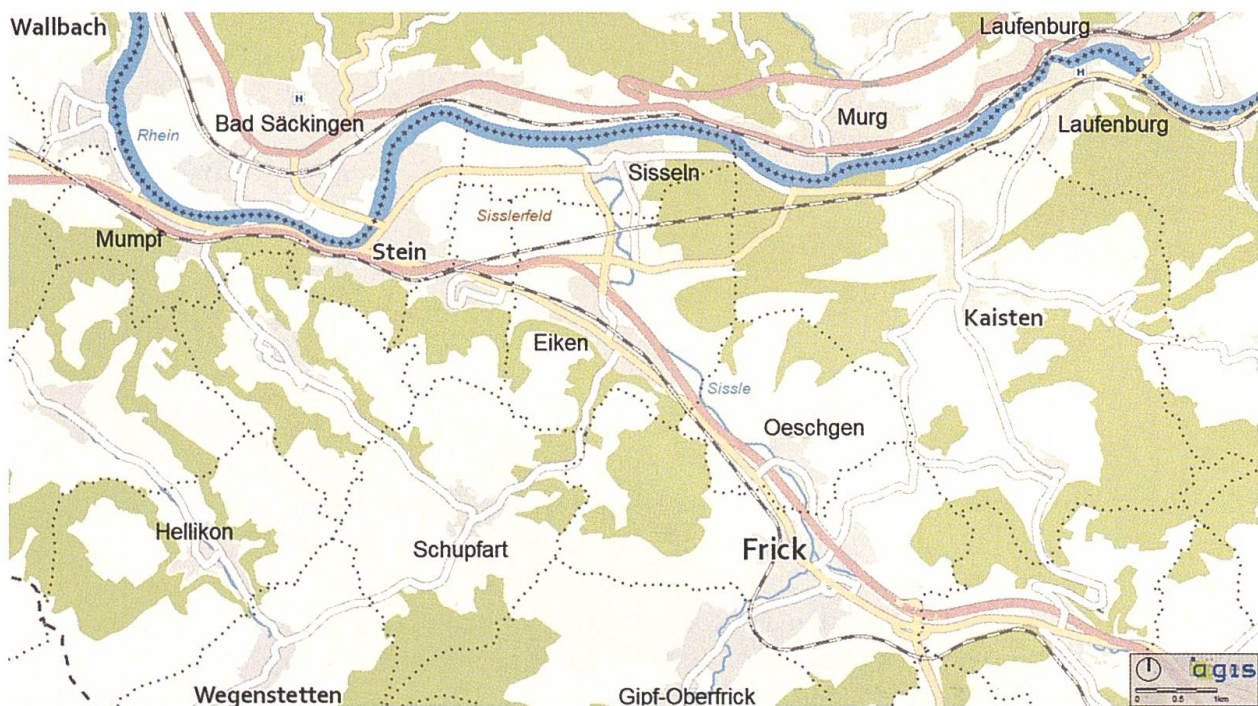 Laufenburg
Wallbach
H
Murg
Rhein
Bad Säckingen
H
Laufenburg
Sisseln
Sisslerfeld
Mumpf
Stein
Kaisten
Eiken
Sissle
Oeschgen
Hellikon
Schupfart
Frick
Wegenstetten
Gipf-Oberfrick
agis
0 0.5 1km